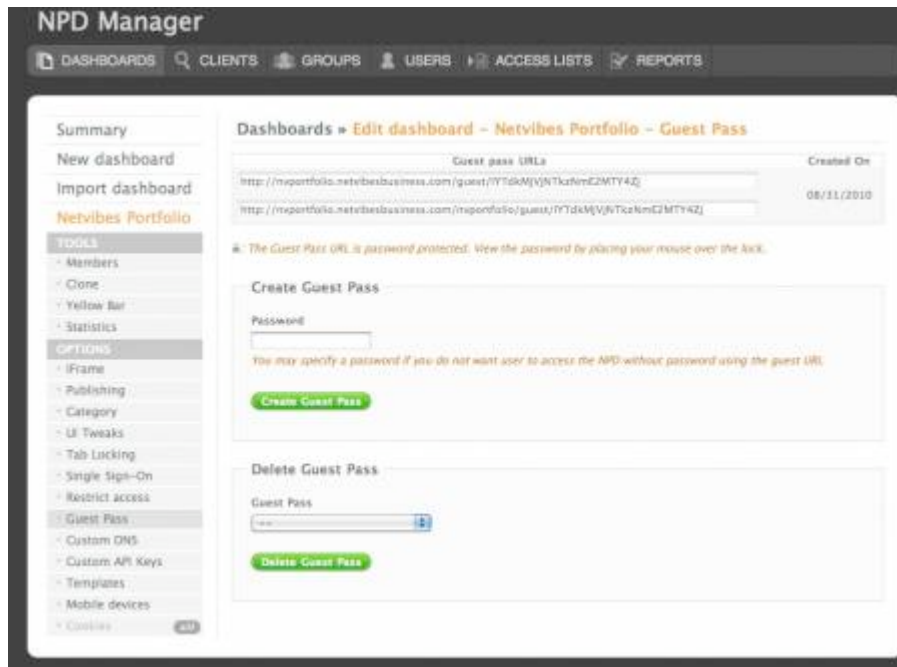 NPD Manager
DASHBOARDS CLIENTS GROUPS USERS ACCESS LISTS REPORTS
Summary
New dashboard
Import dashboard
Netvibes Portfolio
TOOLS
Members
Clone
Yellow Bar
Statistics
OPTIONS
iFrame
Publishing
Category
UI Tweaks
Tab Locking
Single Sign-On
Restrict access
Guest Pass
Custom DNS
Custom API Keys
Templates
Mobile devices
Cookies
Dashboards » Edit dashboard – Netvibes Portfolio – Guest Pass
Guest pass URLs Created On
08/31/2010
The Guest Pass URL is password protected. View the password by placing your mouse over the lock.
Create Guest Pass
Password
You may specify a password if you do not want user to access the NPD without password using the guest URL
Create Guest Pass
Delete Guest Pass
Guest Pass
--
Delete Guest Pass